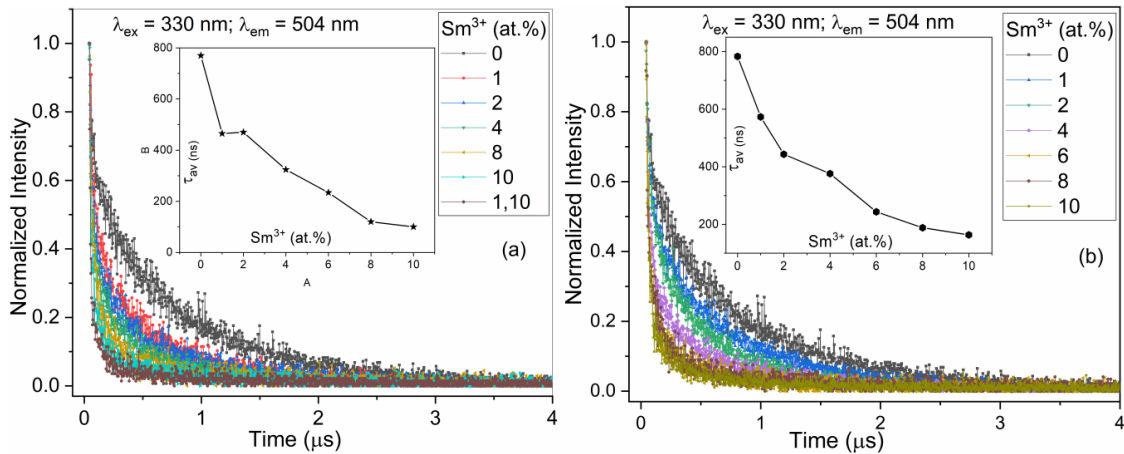 λex = 330 nm; λem = 504 nm
Sm3+ (at.%)
0
1
2
4
8
10
1,10
1.0
0.8
0.6
0.4
0.2
0.0
Normalized Intensity
800
600
400
200
0
B
τav (ns)
Sm3+ (at.%)
0 2 4 6 8 10
A
(a)
0 1 2 3 4
Time (μs)
λex = 330 nm; λem = 504 nm
Sm3+ (at.%)
0
1
2
4
6
8
10
1.0
0.8
0.6
0.4
0.2
0.0
Normalized Intensity
800
600
400
200
τav (ns)
Sm3+ (at.%)
0 2 4 6 8 10
(b)
0 1 2 3 4
Time (μs)